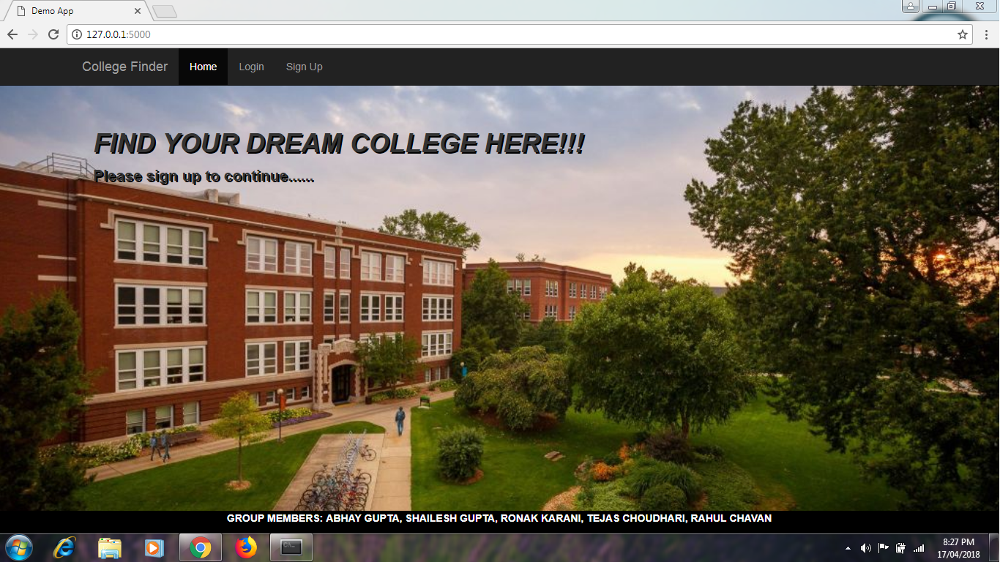 Demo App
127.0.0.1:5000
College Finder Home Login Sign Up
FIND YOUR DREAM COLLEGE HERE!!!
Please sign up to continue......
GROUP MEMBERS: ABHAY GUPTA, SHAILESH GUPTA, RONAK KARANI, TEJAS CHOUDHARI, RAHUL CHAVAN
8:27 PM
17/04/2018